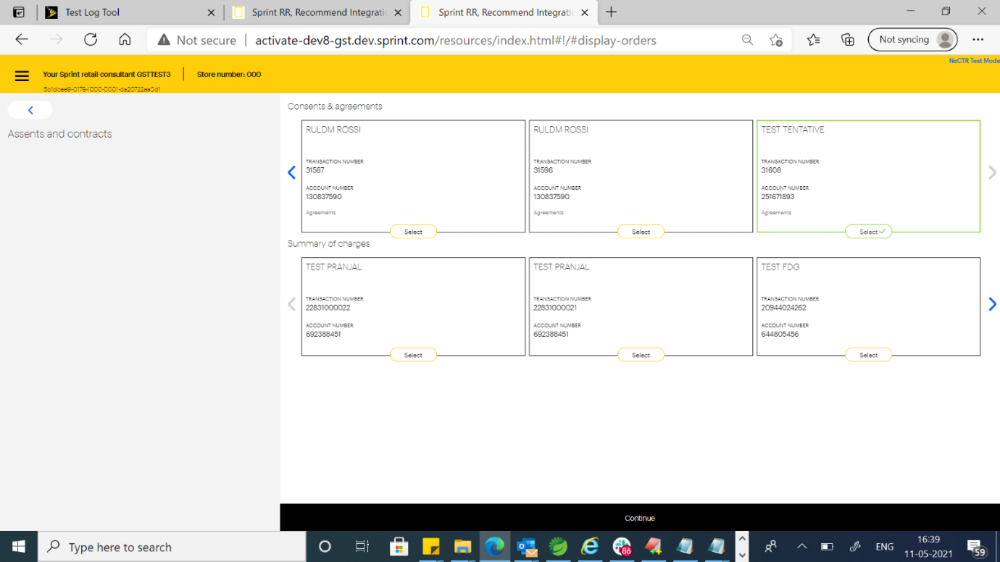 Test Log Tool
Sprint RR, Recommend Integratic
Sprint RR, Recommend Integratic
Not secure | activate-dev8-gst.dev.sprint.com/resources/index.html#!/#display-orders
Not syncing
NeCTR Test Mode
Your Sprint retail consultant GSTTEST3
Store number: 000
Assents and contracts
Consents & agreements
RULDM ROSSI
TRANSACTION NUMBER
31587
ACCOUNT NUMBER
130837590
Agreements
Select
RULDM ROSSI
TRANSACTION NUMBER
31596
ACCOUNT NUMBER
130837590
Agreements
Select
TEST TENTATIVE
TRANSACTION NUMBER
31608
ACCOUNT NUMBER
251671893
Agreements
Select
Summary of charges
TEST PRANJAL
TRANSACTION NUMBER
22831000022
ACCOUNT NUMBER
692388451
Select
TEST PRANJAL
TRANSACTION NUMBER
22831000021
ACCOUNT NUMBER
692388451
Select
TEST FDG
TRANSACTION NUMBER
20944024262
ACCOUNT NUMBER
644805456
Select
Continue
Type here to search
86
ENG
16:39
11-05-2021
59